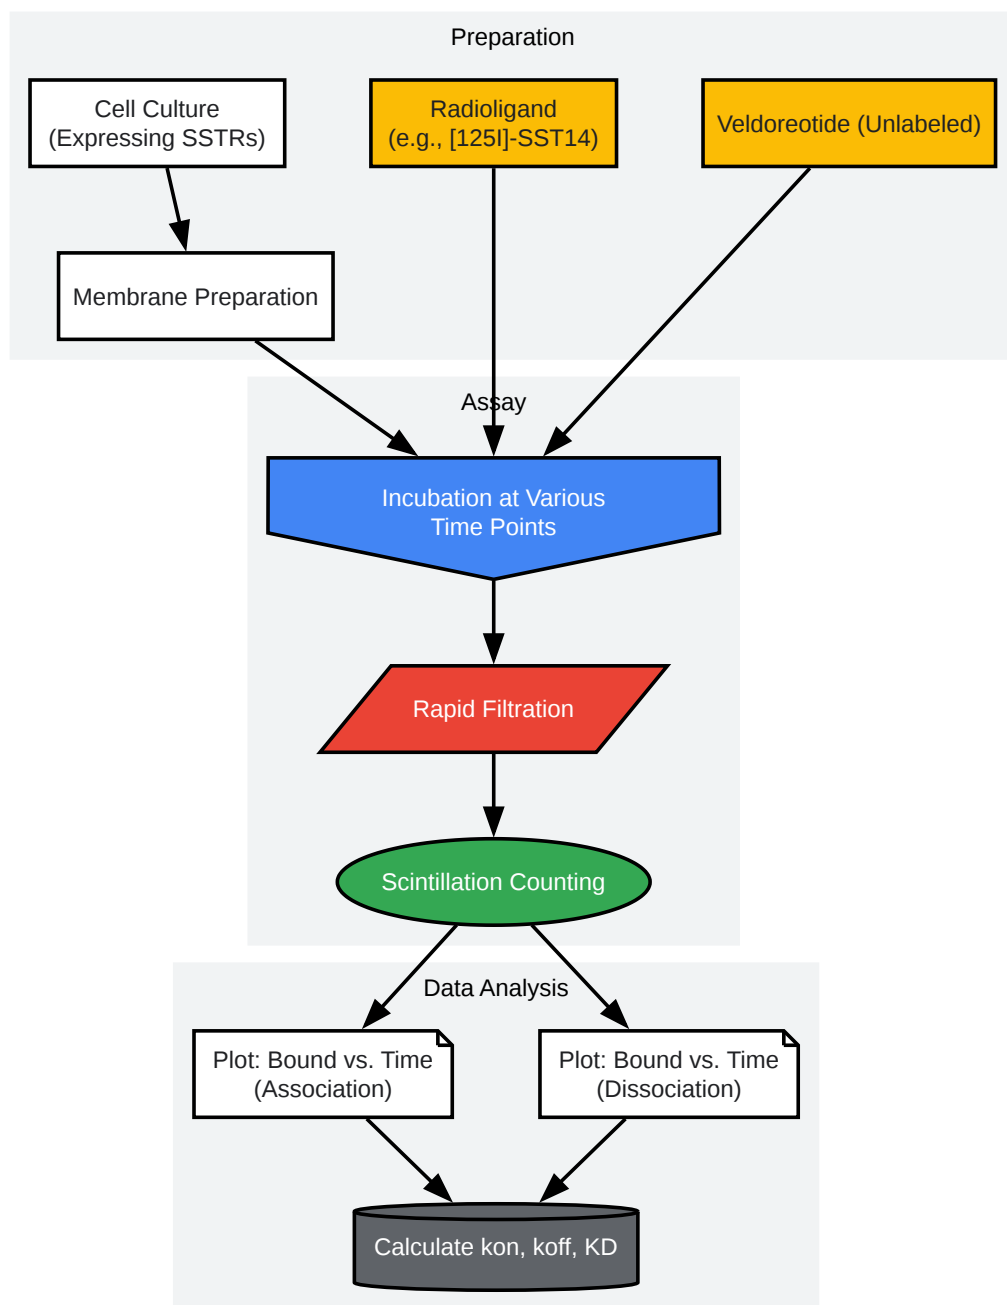 Preparation
Cell Culture
(Expressing SSTRs)
Radioligand
(e.g., [125I]-SST14)
Veldoreotide (Unlabeled)
Membrane Preparation
Assay
Incubation at Various
Time Points
Rapid Filtration
Scintillation Counting
Data Analysis
Plot: Bound vs. Time
(Association)
Plot: Bound vs. Time
(Dissociation)
Calculate kon, koff, KD